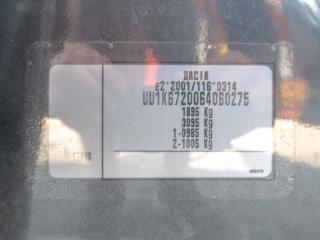 DACIA
e2*2001/116*0314
UU1K6720064060275
1895 Kg
3095 Kg
1-0985 Kg
2-1005 Kg